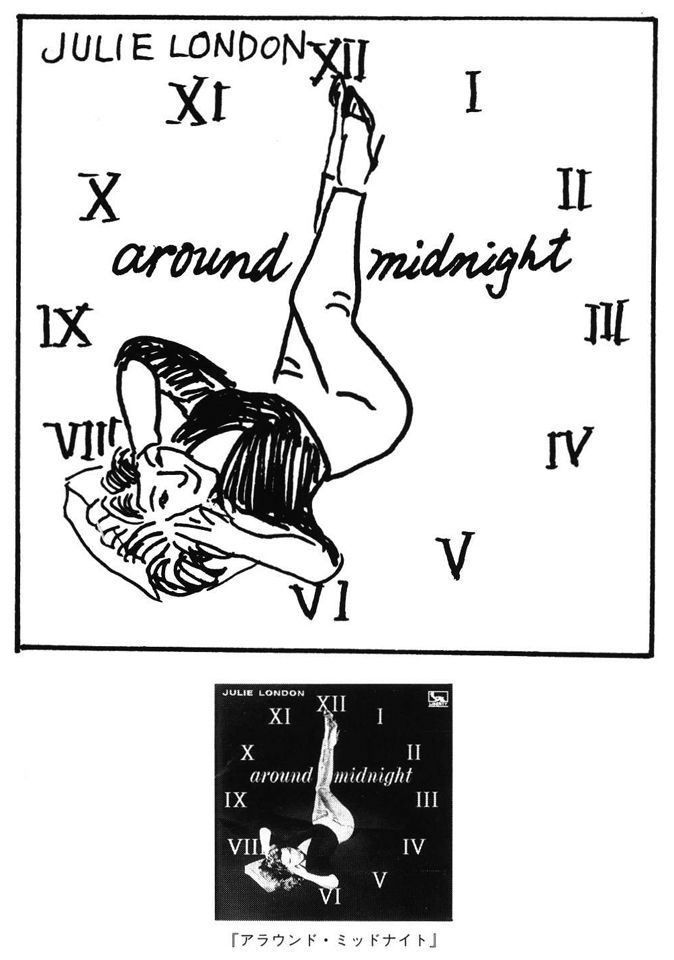 JULIE LONDON XII
XI I
X II
around midnight
IX III
VIII IV
V
VI
JULIE LONDON
XII
XI I
X II
around midnight
IX III
VIII IV
V
VI
『アラウンド・ミッドナイト』